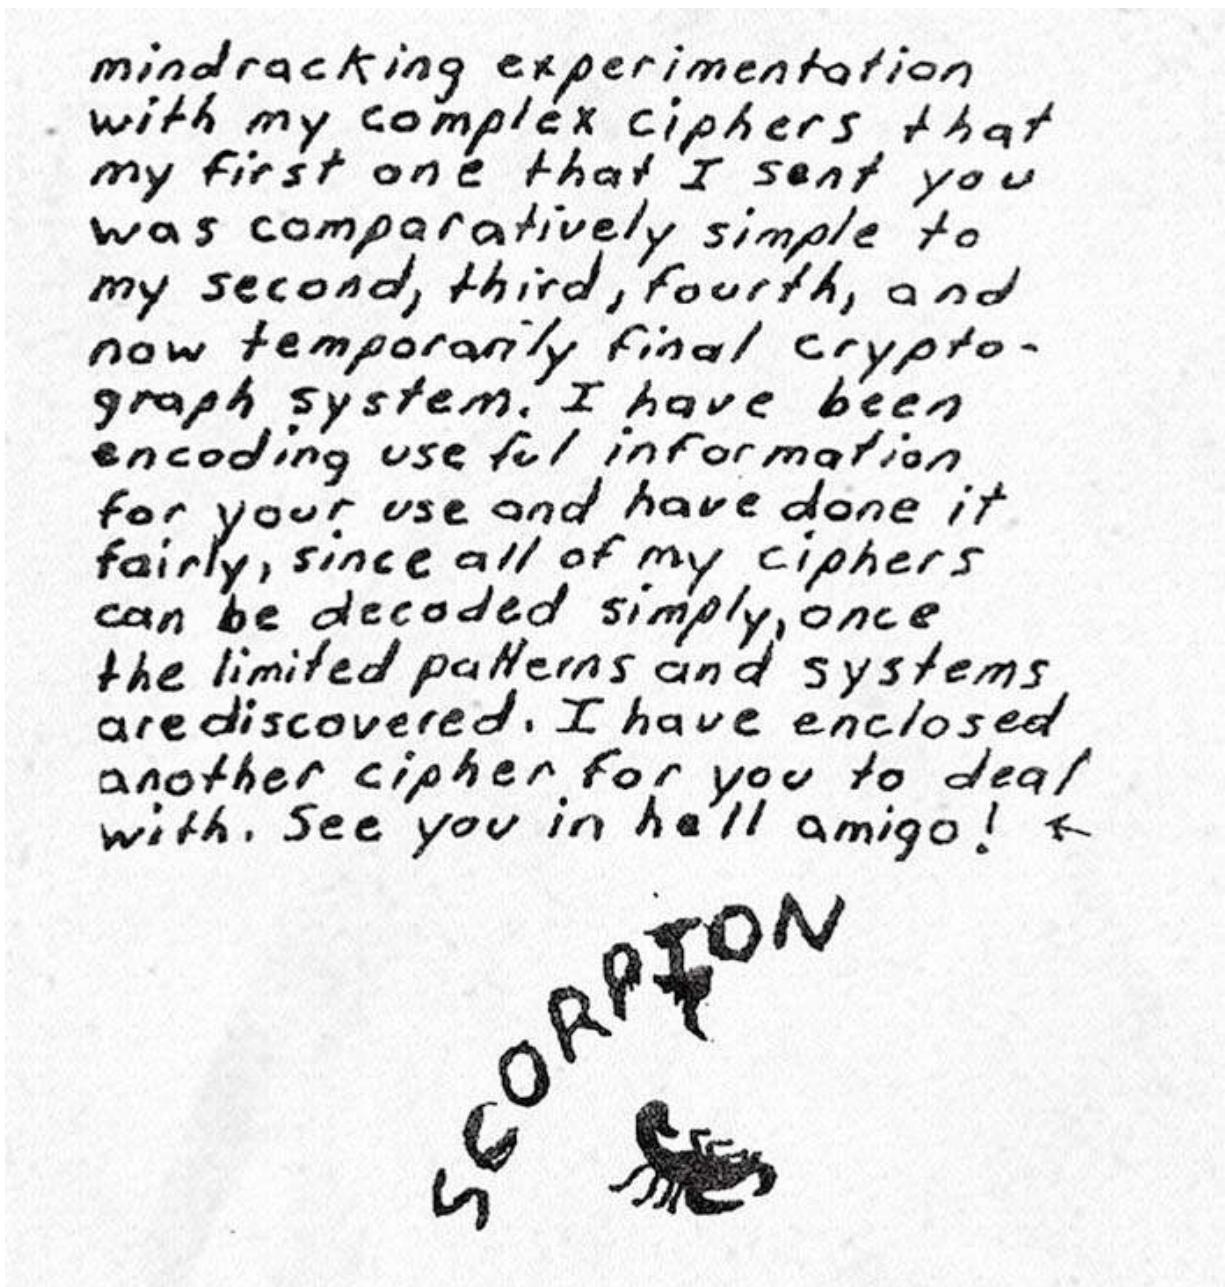 mindracking experimentation
with my complex ciphers that
my first one that I sent you
was comparatively simple to
my second, third, fourth, and
now temporarily final crypto-
graph system. I have been
encoding useful information
for your use and have done it
fairly, since all of my ciphers
can be decoded simply, once
the limited patterns and systems
are discovered. I have enclosed
another cipher for you to deal
with. See you in hell amigo!
SCORPION